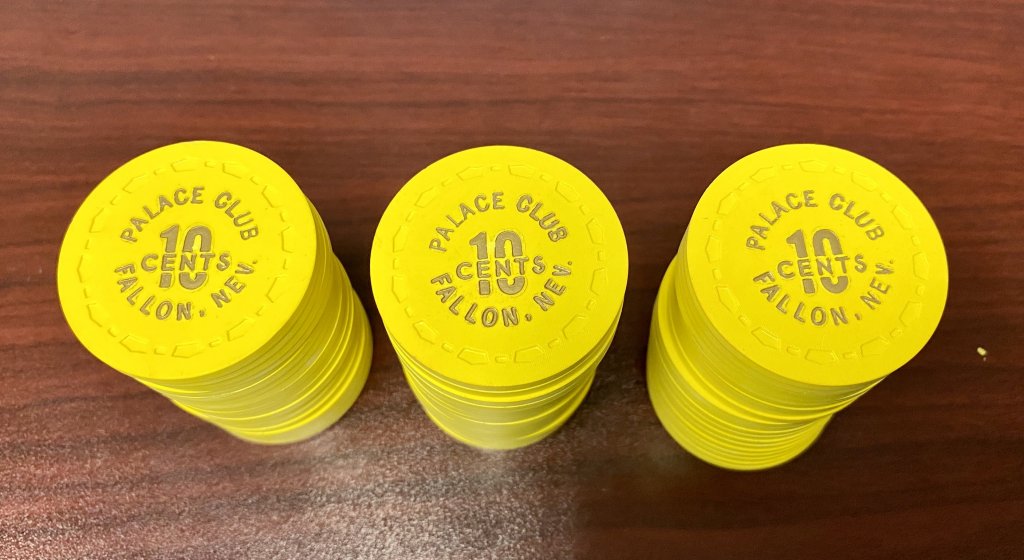 PALACE CLUB
10
CENTS
FALLON, NEV.
PALACE CLUB
10
CENTS
FALLON, NEV.
PALACE CLUB
10
CENTS
FALLON, NEV.